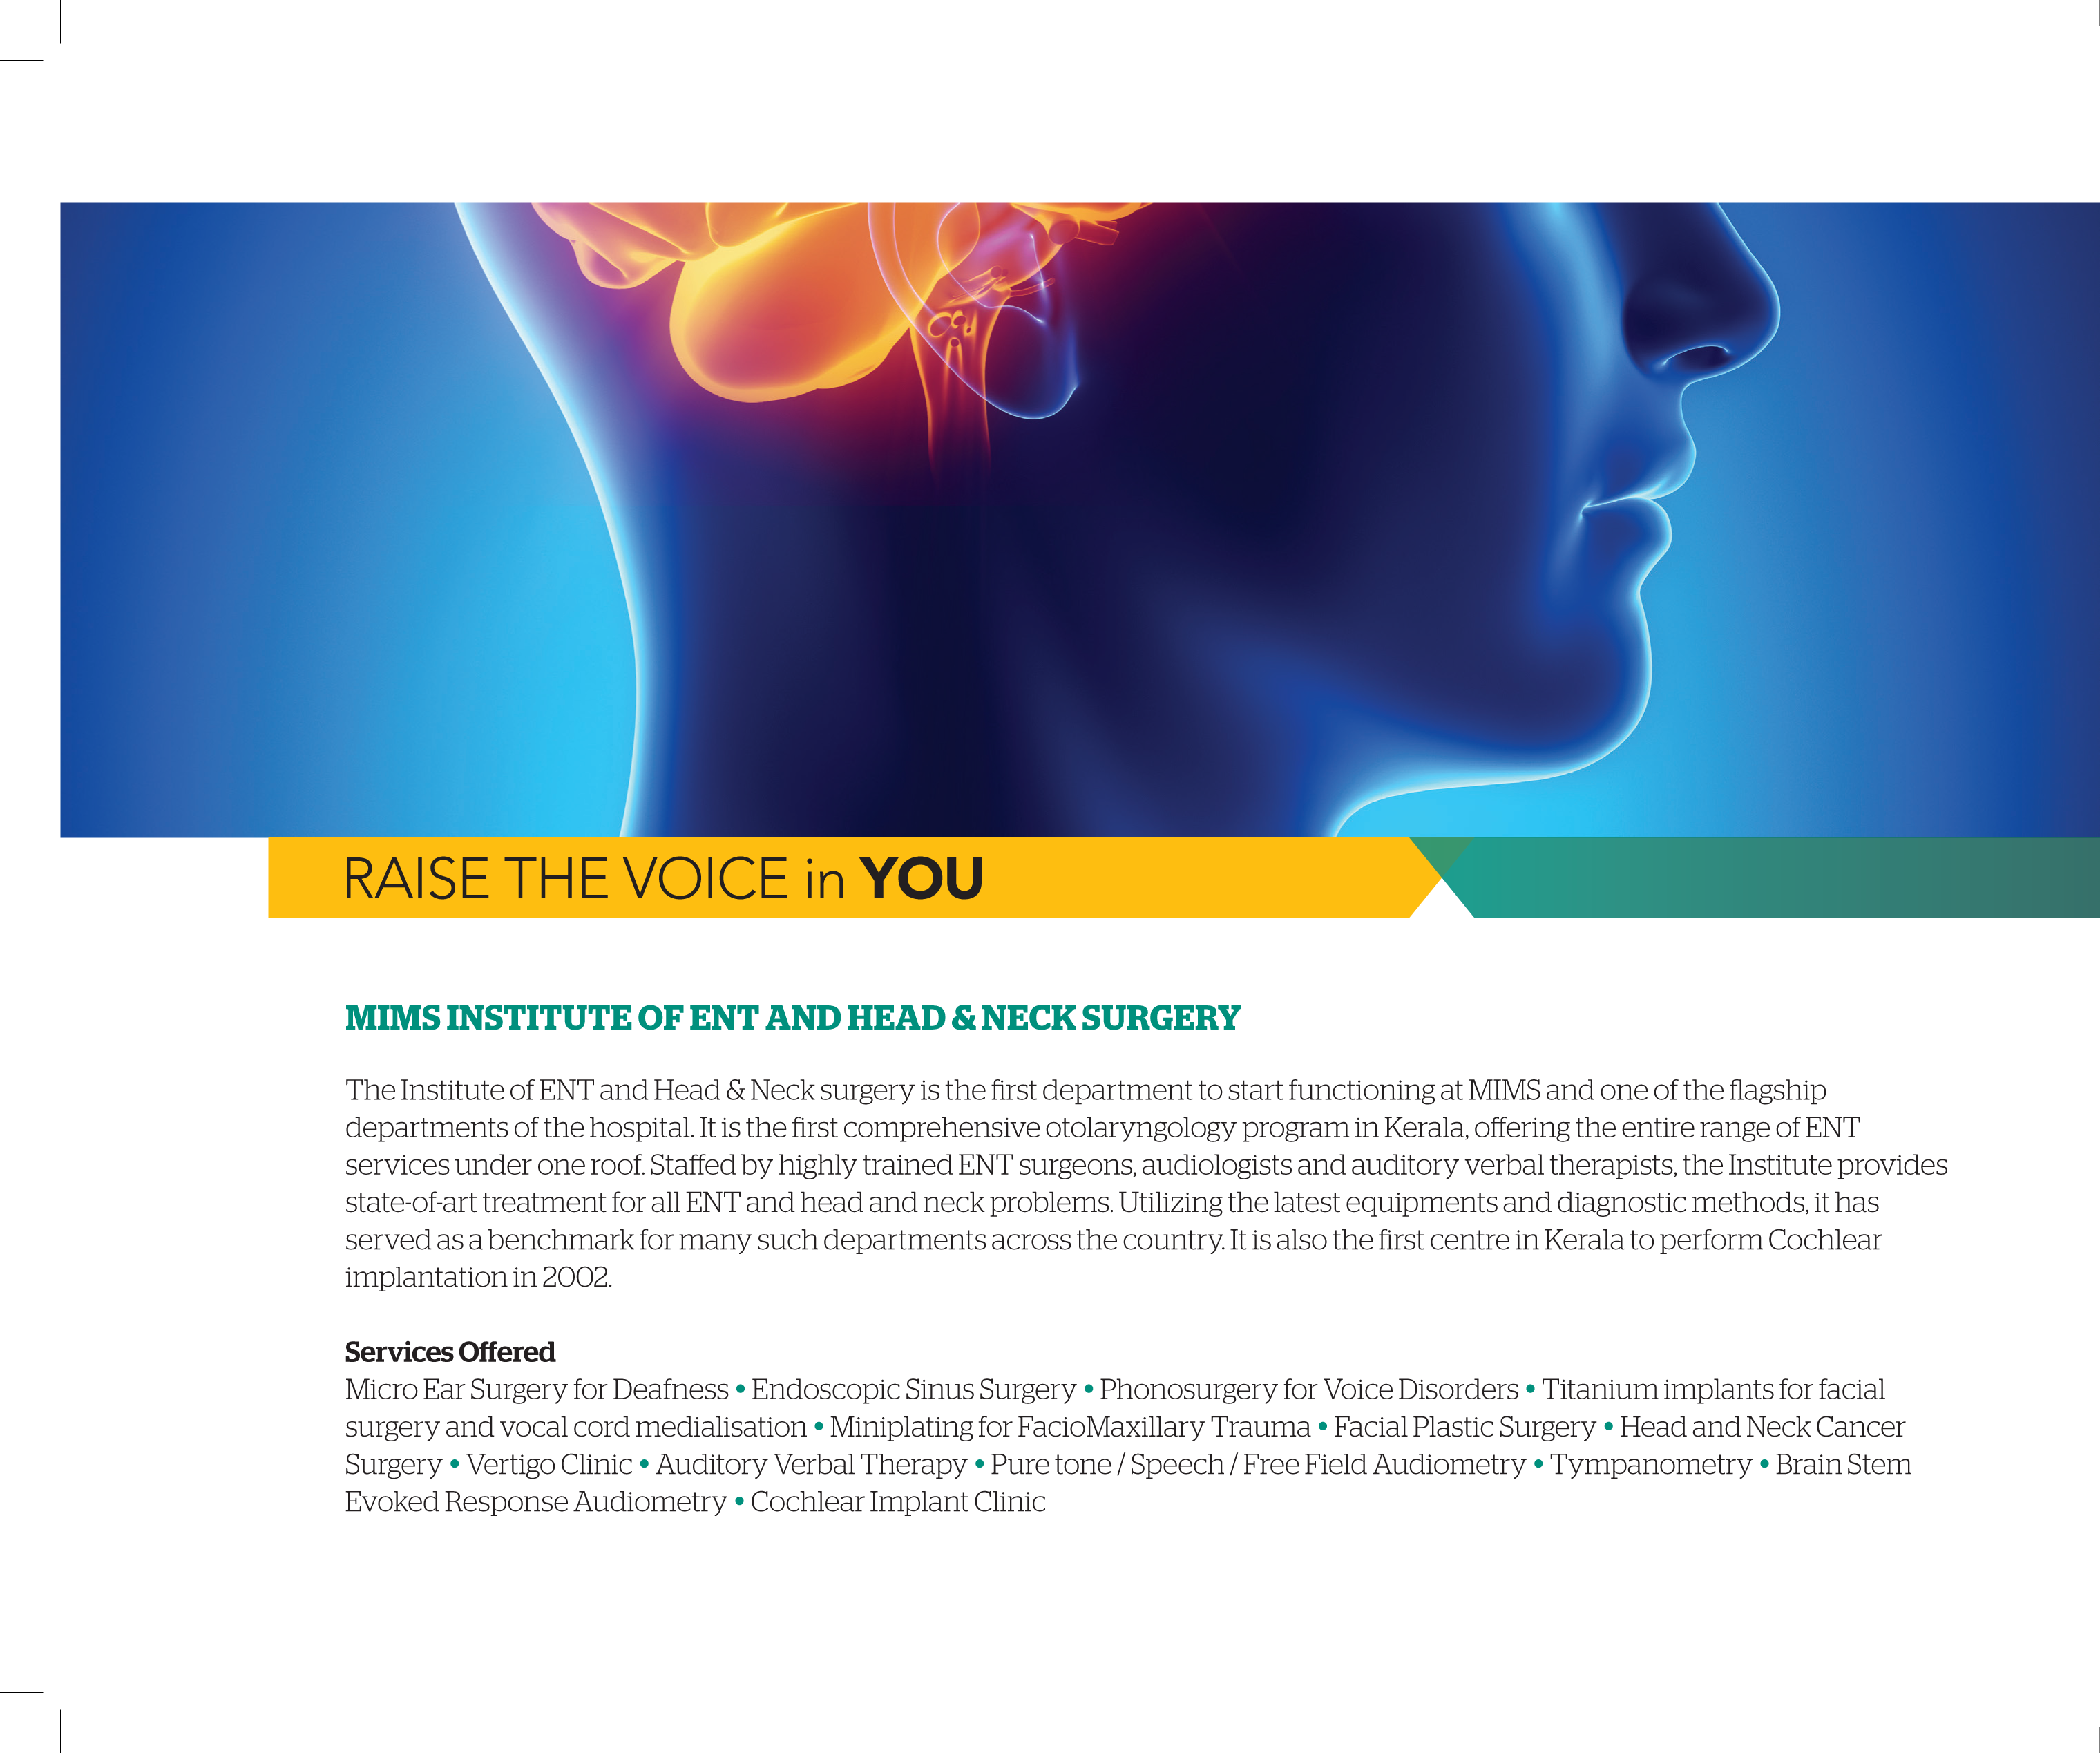 RAISE THE VOICE in YOU
MIMS INSTITUTE OF ENT AND HEAD & NECK SURGERY
The Institute of ENT and Head & Neck surgery is the first department to start functioning at MIMS and one of the flagship
departments of the hospital. It is the first comprehensive otolaryngology program in Kerala, offering the entire range of ENT
services under one roof. Staffed by highly trained ENT surgeons, audiologists and auditory verbal therapists, the Institute provides
state-of-art treatment for all ENT and head and neck problems. Utilizing the latest equipments and diagnostic methods, it has
served as a benchmark for many such departments across the country. It is also the first centre in Kerala to perform Cochlear
implantation in 2002.
Services Offered
Micro Ear Surgery for Deafness • Endoscopic Sinus Surgery • Phonosurgery for Voice Disorders • Titanium implants for facial
surgery and vocal cord medialisation • Miniplating for FacioMaxillary Trauma • Facial Plastic Surgery • Head and Neck Cancer
Surgery • Vertigo Clinic • Auditory Verbal Therapy • Pure tone / Speech / Free Field Audiometry • Tympanometry • Brain Stem
Evoked Response Audiometry • Cochlear Implant Clinic